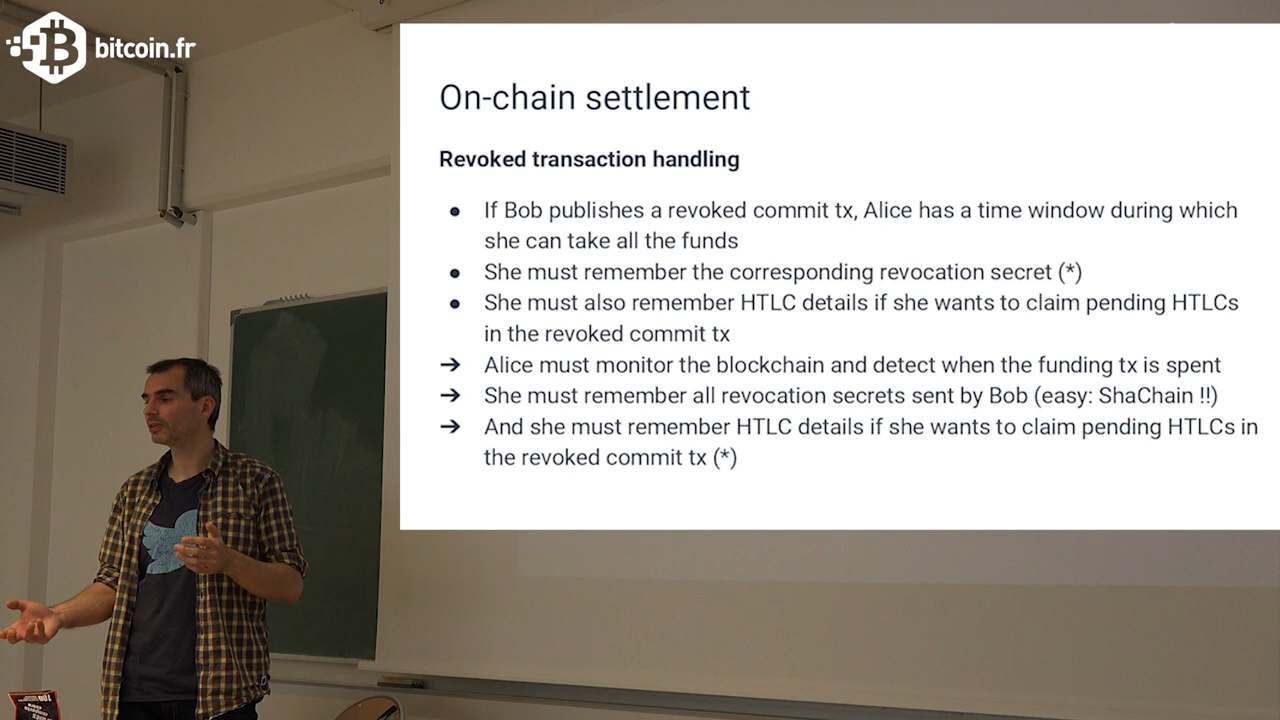 bitcoin.fr
On-chain settlement
Revoked transaction handling
● If Bob publishes a revoked commit tx, Alice has a time window during which
she can take all the funds
● She must remember the corresponding revocation secret (*)
● She must also remember HTLC details if she wants to claim pending HTLCs
in the revoked commit tx
➔ Alice must monitor the blockchain and detect when the funding tx is spent
➔ She must remember all revocation secrets sent by Bob (easy: ShaChain !!)
➔ And she must remember HTLC details if she wants to claim pending HTLCs in
the revoked commit tx (*)